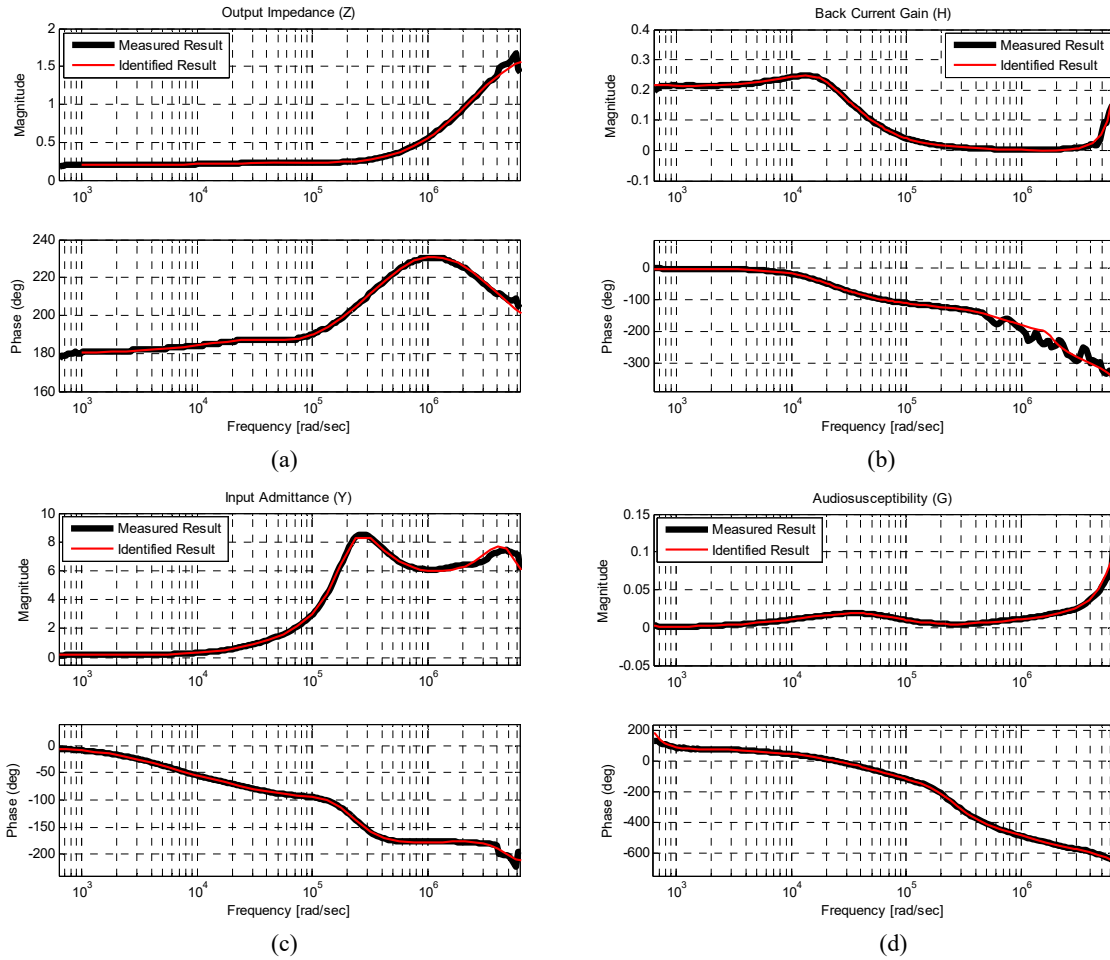 Output Impedance (Z)
2
1.5
1
0.5
0
Magnitude
Measured Result
Identified Result
10^3
10^4
10^5
10^6
240
220
200
180
160
Phase (deg)
10^3
10^4
10^5
10^6
Frequency [rad/sec]
(a)
Back Current Gain (H)
0.4
0.3
0.2
0.1
0
-0.1
Magnitude
Measured Result
Identified Result
10^3
10^4
10^5
10^6
0
-100
-200
-300
Phase (deg)
10^3
10^4
10^5
10^6
Frequency [rad/sec]
(b)
Input Admittance (Y)
10
8
6
4
2
0
Magnitude
Measured Result
Identified Result
10^3
10^4
10^5
10^6
0
-50
-100
-150
-200
Phase (deg)
10^3
10^4
10^5
10^6
Frequency [rad/sec]
(c)
Audiosusceptibility (G)
0.15
0.1
0.05
0
-0.05
Magnitude
Measured Result
Identified Result
10^3
10^4
10^5
10^6
200
0
-200
-400
-600
Phase (deg)
10^3
10^4
10^5
10^6
Frequency [rad/sec]
(d)